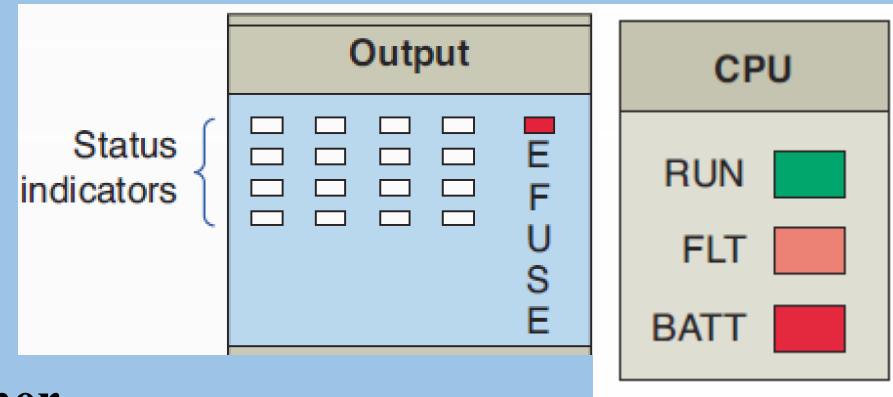 Output
Status
indicators
E
F
U
S
E
CPU
RUN
FLT
BATT